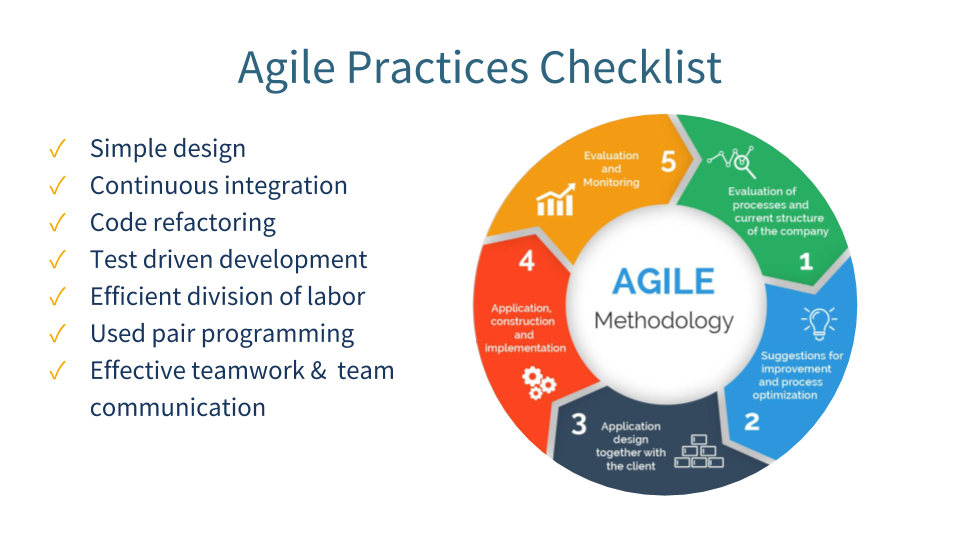 Agile Practices Checklist
✓ Simple design
✓ Continuous integration
✓ Code refactoring
✓ Test driven development
✓ Efficient division of labor
✓ Used pair programming
✓ Effective teamwork &  team
communication
AGILE
Methodology
Evaluation of
processes and
current structure
of the company
1
Suggestions for
improvement
and process
optimization
2
3
Application
design
together with
the client
4
Application,
construction
and
implementation
5
Evaluation
and
Monitoring